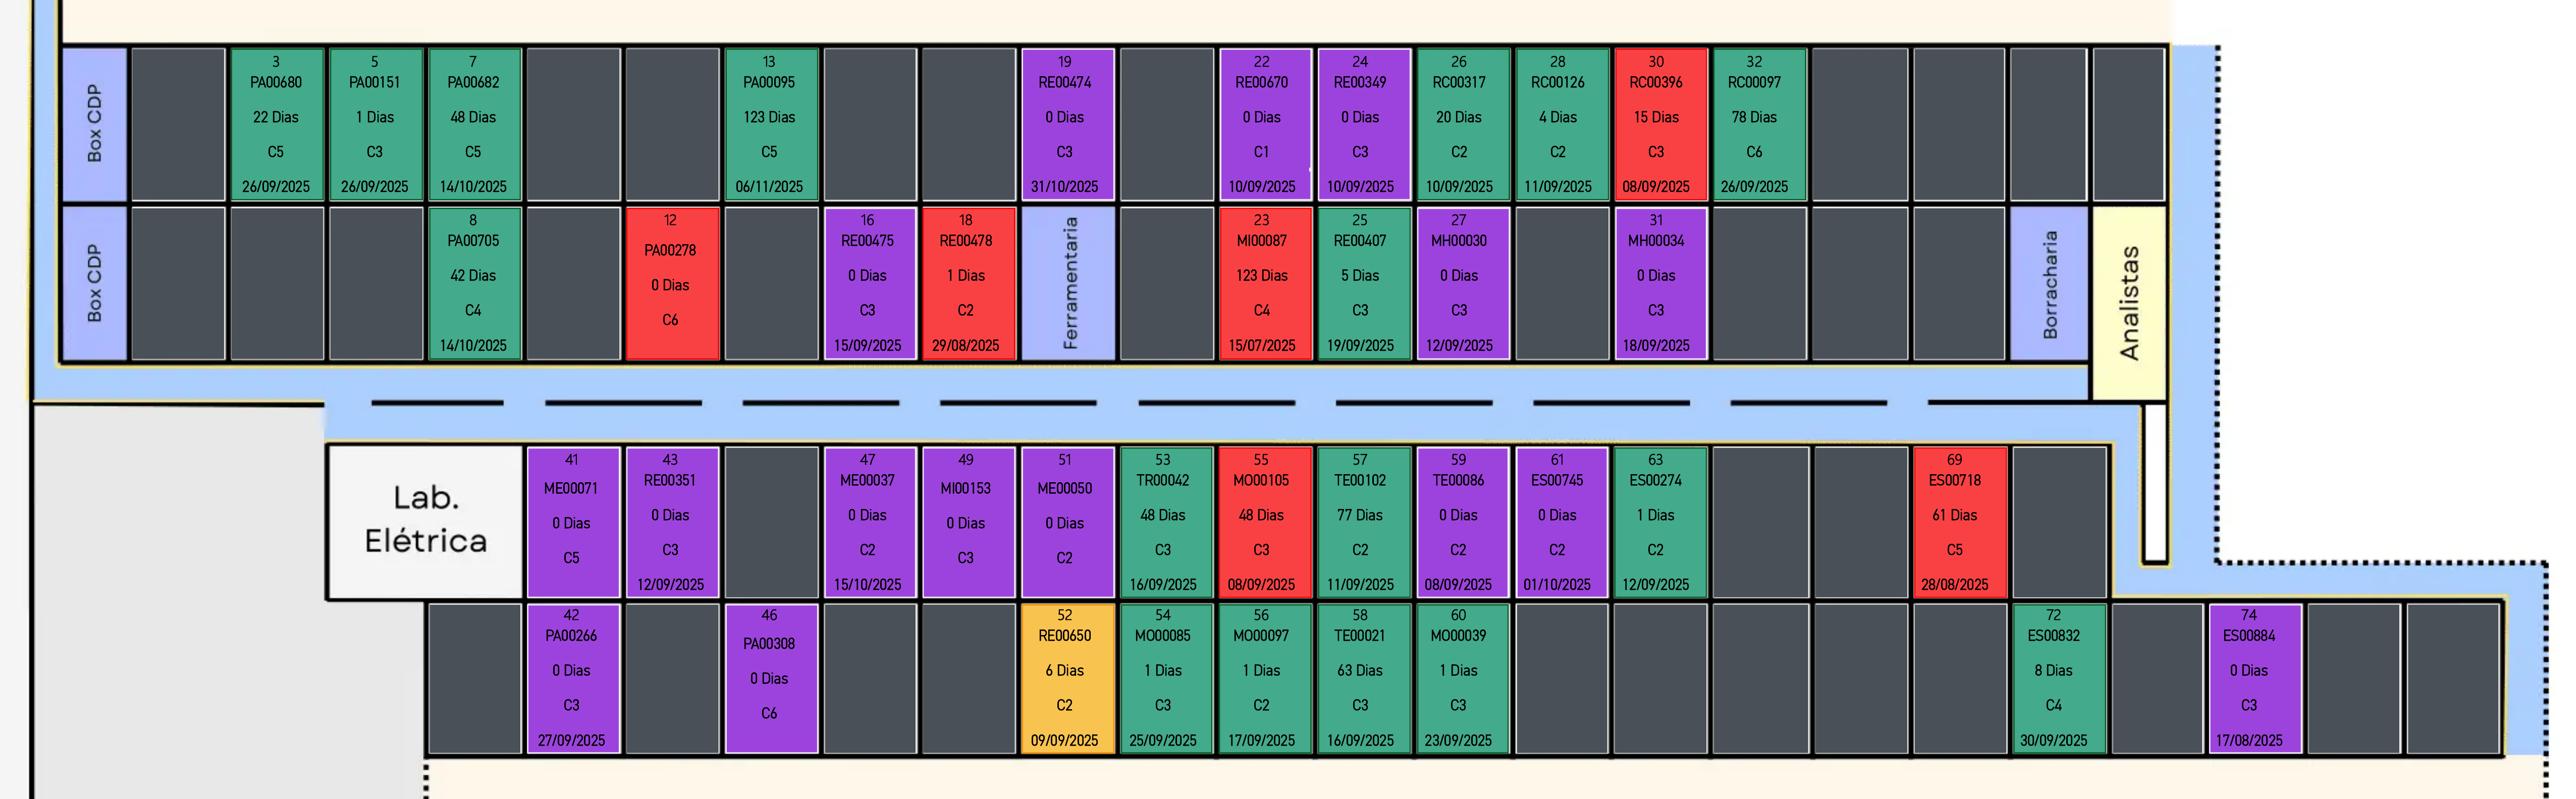 Box CDP
3
PA00680
22 Dias
C5
26/09/2025
5
PA00151
1 Dias
C3
26/09/2025
7
PA00682
48 Dias
C5
14/10/2025
13
PA00095
123 Dias
C5
06/11/2025
19
RE00474
0 Dias
C3
31/10/2025
22
RE00670
0 Dias
C1
10/09/2025
24
RE00349
0 Dias
C3
10/09/2025
26
RC00317
20 Dias
C2
10/09/2025
28
RC00126
4 Dias
C2
11/09/2025
30
RC00396
15 Dias
C3
08/09/2025
32
RC00097
78 Dias
C6
26/09/2025
Box CDP
8
PA00705
42 Dias
C4
14/10/2025
12
PA00278
0 Dias
C6
16
RE00475
0 Dias
C3
15/09/2025
18
RE00478
1 Dias
C2
29/08/2025
Ferramentaria
23
MI00087
123 Dias
C4
15/07/2025
25
RE00407
5 Dias
C3
19/09/2025
27
MH00030
0 Dias
C3
12/09/2025
31
MH00034
0 Dias
C3
18/09/2025
Borracharia
Analistas
Lab.
Elétrica
41
ME00071
0 Dias
C5
43
RE00351
0 Dias
C3
12/09/2025
47
ME00037
0 Dias
C2
15/10/2025
49
MI00153
0 Dias
C3
51
ME00050
0 Dias
C2
53
TR00042
48 Dias
C3
16/09/2025
55
MO00105
48 Dias
C3
08/09/2025
57
TE00102
77 Dias
C2
11/09/2025
59
TE00086
0 Dias
C2
08/09/2025
61
ES00745
0 Dias
C2
01/10/2025
63
ES00274
1 Dias
C2
12/09/2025
69
ES00718
61 Dias
C5
28/08/2025
42
PA00266
0 Dias
C3
27/09/2025
46
PA00308
0 Dias
C6
52
RE00650
6 Dias
C2
09/09/2025
54
MO00085
1 Dias
C3
25/09/2025
56
MO00097
1 Dias
C2
17/09/2025
58
TE00021
63 Dias
C3
16/09/2025
60
MO00039
1 Dias
C3
23/09/2025
72
ES00832
8 Dias
C4
30/09/2025
74
ES00884
0 Dias
C3
17/08/2025